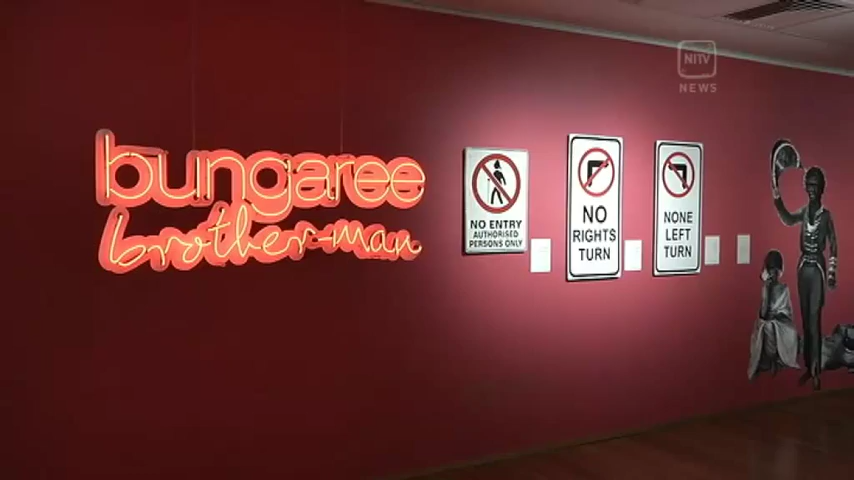 bungaree
brother-man
NO ENTRY
AUTHORISED
PERSONS ONLY
NO
RIGHTS
TURN
NONE
LEFT
TURN
NITV
NEWS